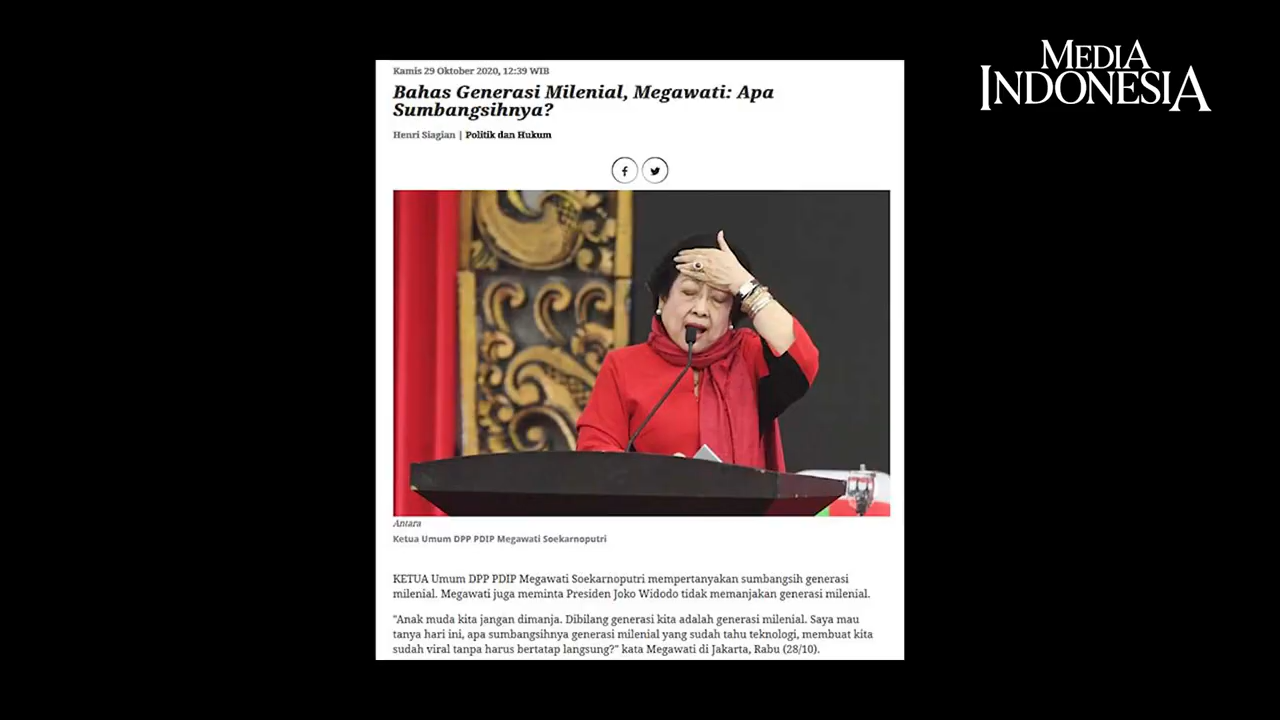 MEDIA
INDONESIA
Kamis 29 Oktober 2020, 12:39 WIB
Bahas Generasi Milenial, Megawati: Apa
Sumbangsihnya?
Henri Siagian | Politik dan Hukum
Antara
Ketua Umum DPP PDIP Megawati Soekarnoputri
KETUA Umum DPP PDIP Megawati Soekarnoputri mempertanyakan sumbangsih generasi
milenial. Megawati juga meminta Presiden Joko Widodo tidak memanjakan generasi milenial.
"Anak muda kita jangan dimanja. Dibilang generasi kita adalah generasi milenial. Saya mau
tanya hari ini, apa sumbangsihnya generasi milenial yang sudah tahu teknologi, membuat kita
sudah viral tanpa harus bertatap langsung?" kata Megawati di Jakarta, Rabu (28/10).